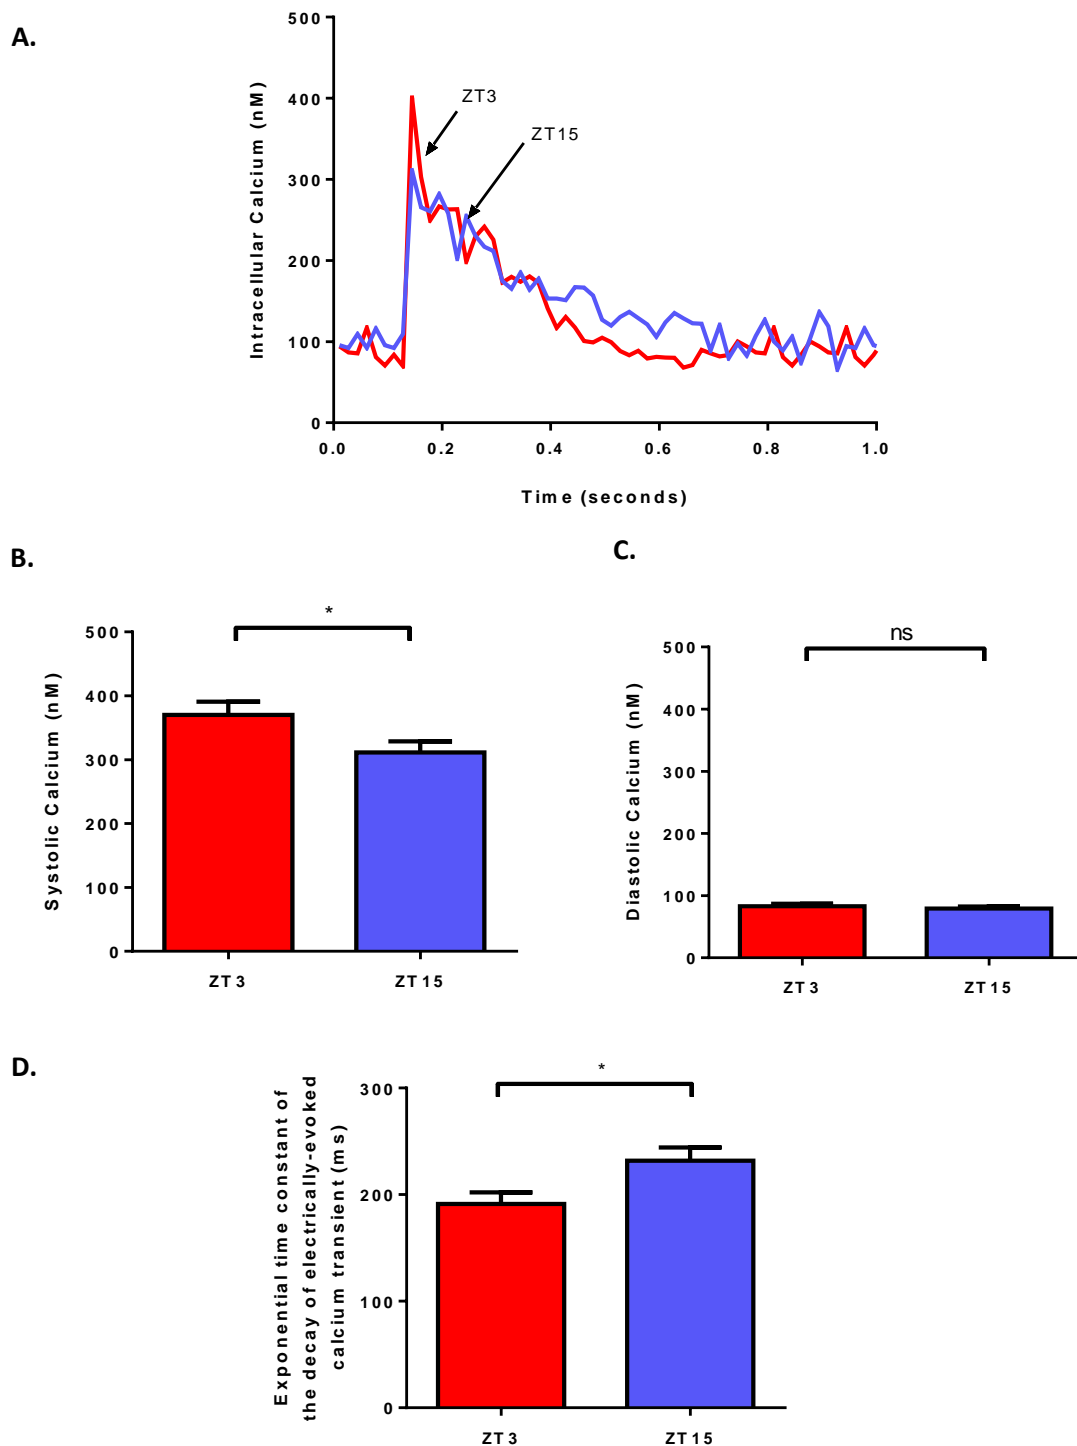 A.
500
400
300
200
100
0
Intracellular Calcium (nM)
ZT3
ZT15
0.0 0.2 0.4 0.6 0.8 1.0
Time (seconds)
B.
*
500
400
300
200
100
0
Systolic Calcium (nM)
ZT3 ZT15
C.
ns
500
400
300
200
100
0
Diastolic Calcium (nM)
ZT3 ZT15
D.
*
300
200
100
0
Exponential time constant of
the decay of electrically-evoked
calcium transient (ms)
ZT3 ZT15